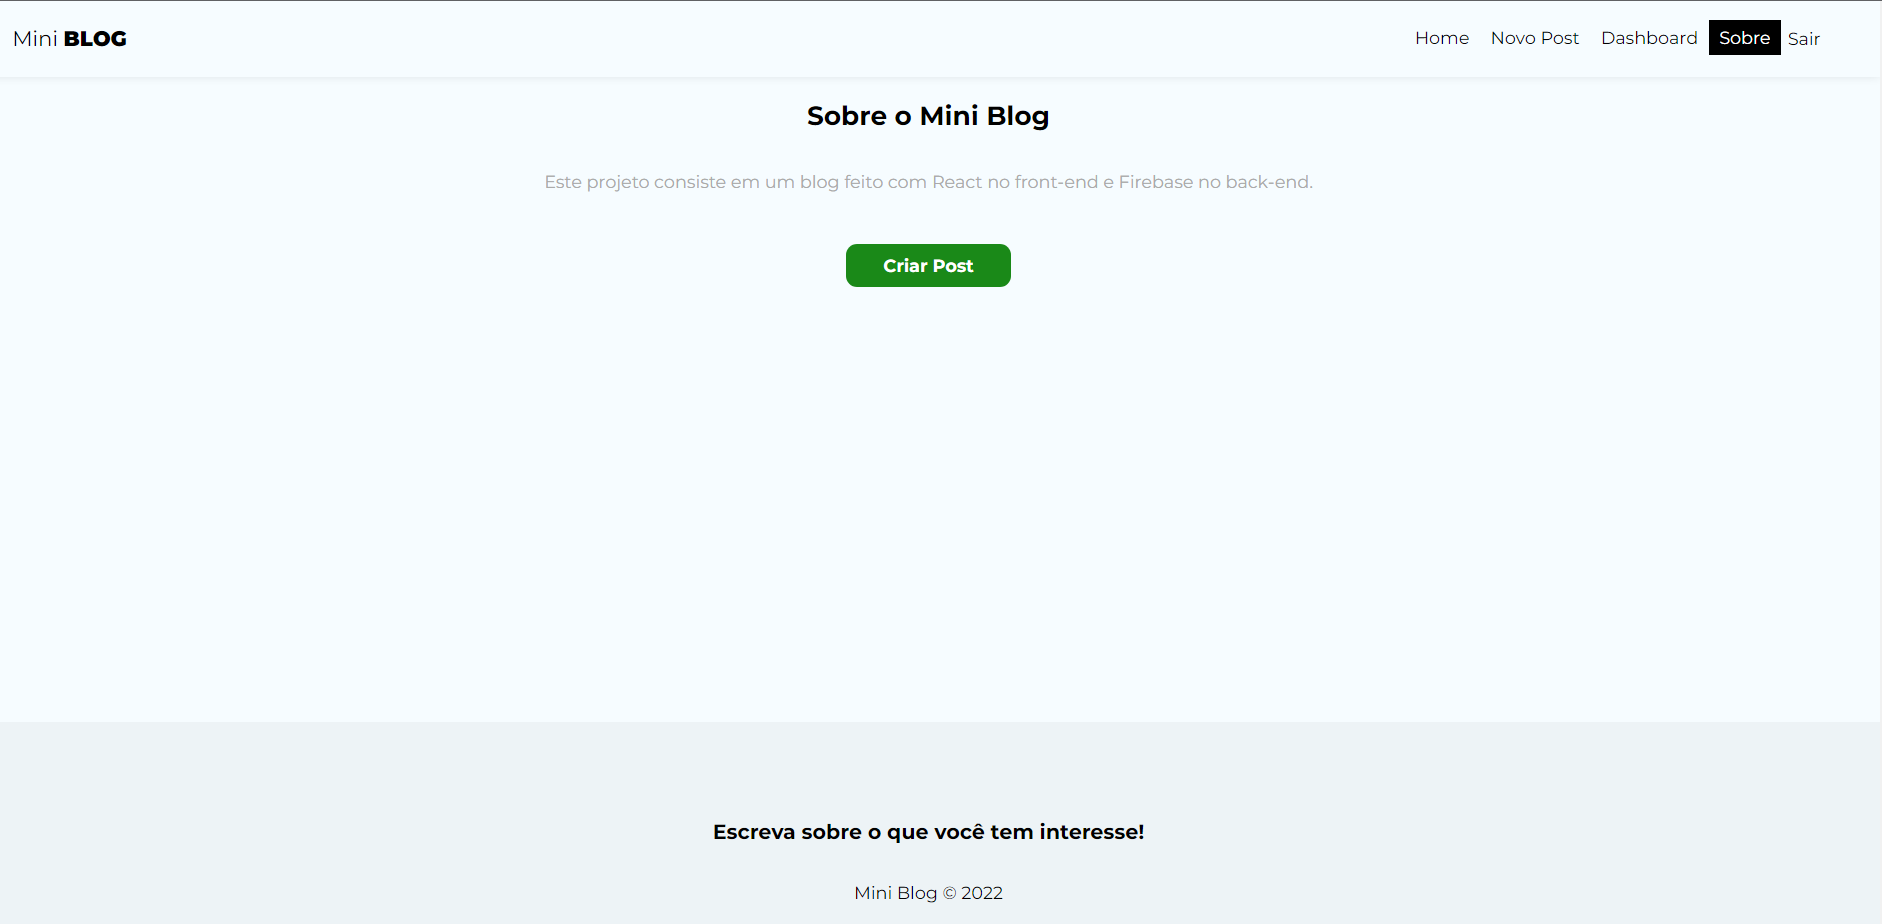 Mini BLOG
Home Novo Post Dashboard Sobre Sair
Sobre o Mini Blog
Este projeto consiste em um blog feito com React no front-end e Firebase no back-end.
Criar Post
Escreva sobre o que você tem interesse!
Mini Blog © 2022